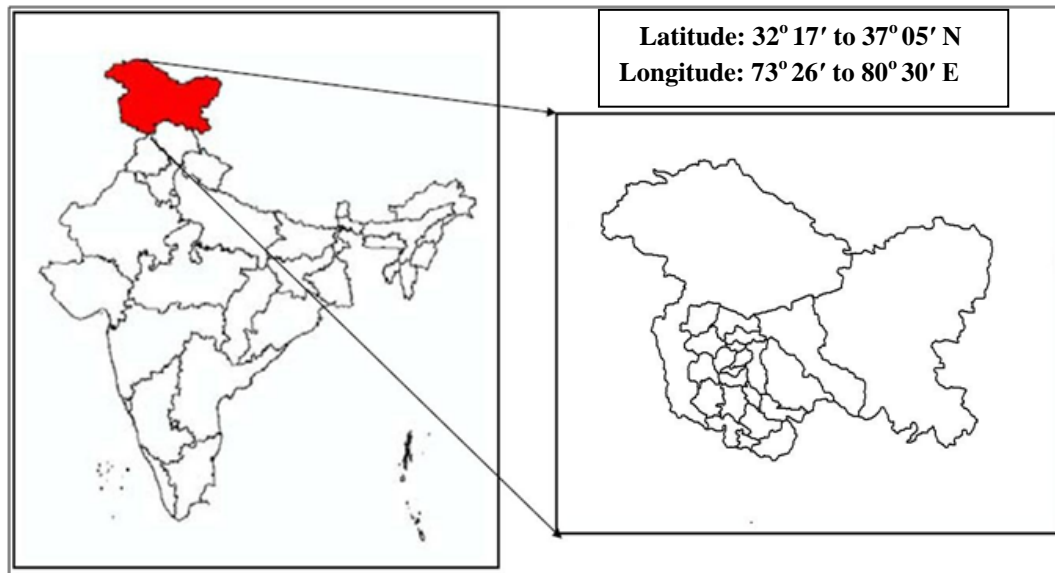 Latitude: 32° 17′ to 37° 05′ N
Longitude: 73° 26′ to 80° 30′ E